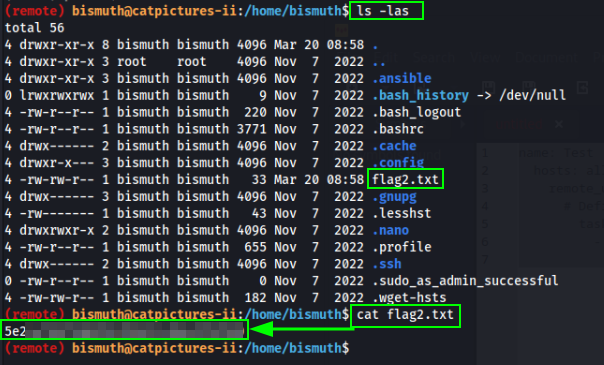 (remote) bismuth@catpictures-ii:/home/bismuth$ ls -las
total 56
4 drwxr-xr-x 8 bismuth bismuth 4096 Mar 20 08:58 .
4 drwxr-xr-x 3 root    root    4096 Nov  7  2022 ..
4 drwxr-xr-x 3 bismuth bismuth 4096 Nov  7  2022 .ansible
0 lrwxrwxrwx 1 bismuth bismuth    9 Nov  7  2022 .bash_history -> /dev/null
4 -rw-r--r-- 1 bismuth bismuth  220 Nov  7  2022 .bash_logout
4 -rw-r--r-- 1 bismuth bismuth 3771 Nov  7  2022 .bashrc
4 drwx------ 2 bismuth bismuth 4096 Nov  7  2022 .cache
4 drwxr-x--- 3 bismuth bismuth 4096 Nov  7  2022 .config
4 -rw-rw-r-- 1 bismuth bismuth   33 Mar 20 08:58 flag2.txt
4 drwx------ 3 bismuth bismuth 4096 Nov  7  2022 .gnupg
4 -rw------- 1 bismuth bismuth   43 Nov  7  2022 .lesshst
4 drwxrwxr-x 2 bismuth bismuth 4096 Nov  7  2022 .nano
4 -rw-r--r-- 1 bismuth bismuth  655 Nov  7  2022 .profile
4 drwx------ 2 bismuth bismuth 4096 Nov  7  2022 .ssh
0 -rw-r--r-- 1 bismuth bismuth    0 Nov  7  2022 .sudo_as_admin_successful
4 -rw-rw-r-- 1 bismuth bismuth  182 Nov  7  2022 .wget-hsts
(remote) bismuth@catpictures-ii:/home/bismuth$ cat flag2.txt
5e2
(remote) bismuth@catpictures-ii:/home/bismuth$